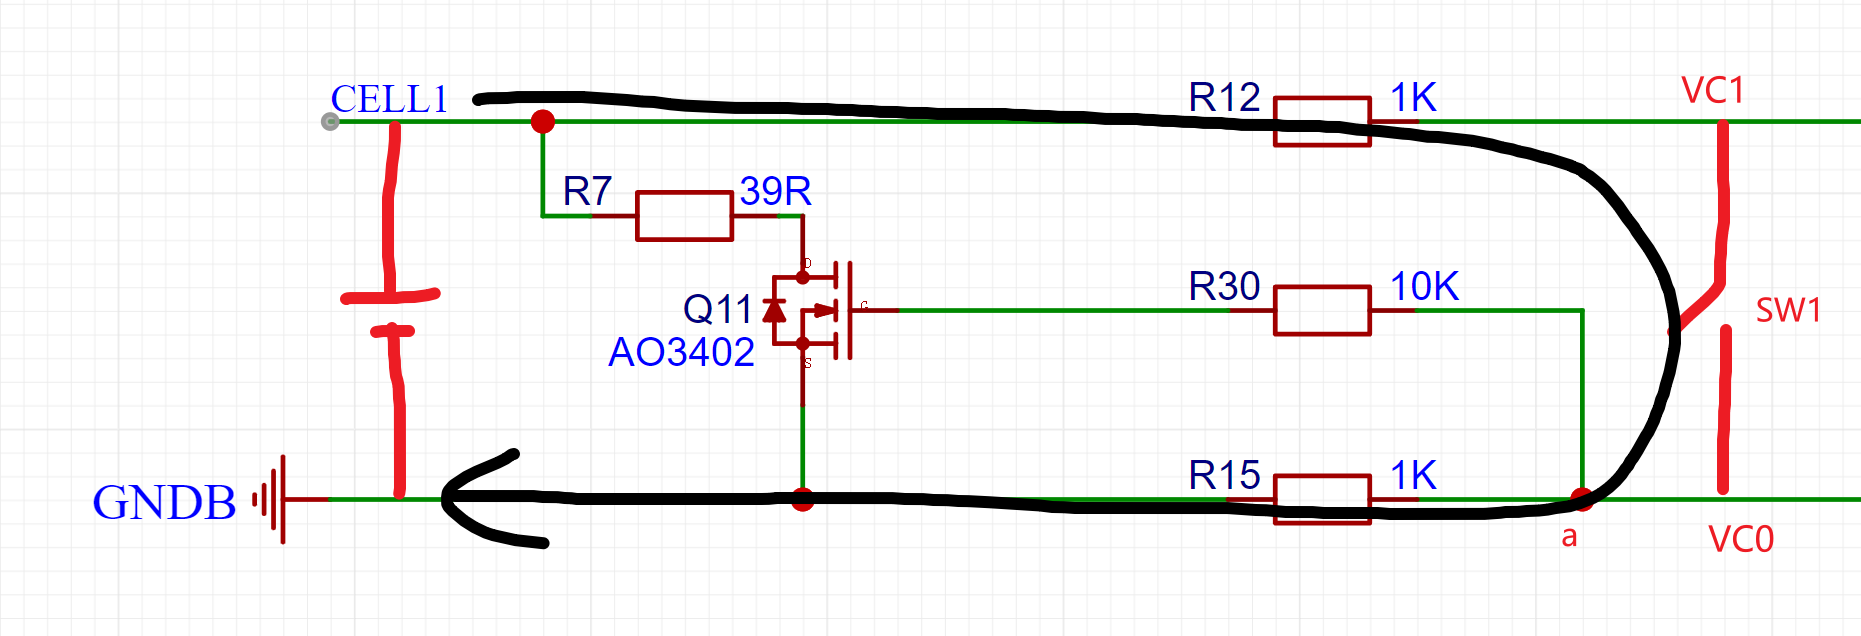 CELL1
R12 1K
VC1
R7 39R
D
Q11
AO3402
G
S
R30 10K
SW1
GNDB
R15 1K
a
VC0